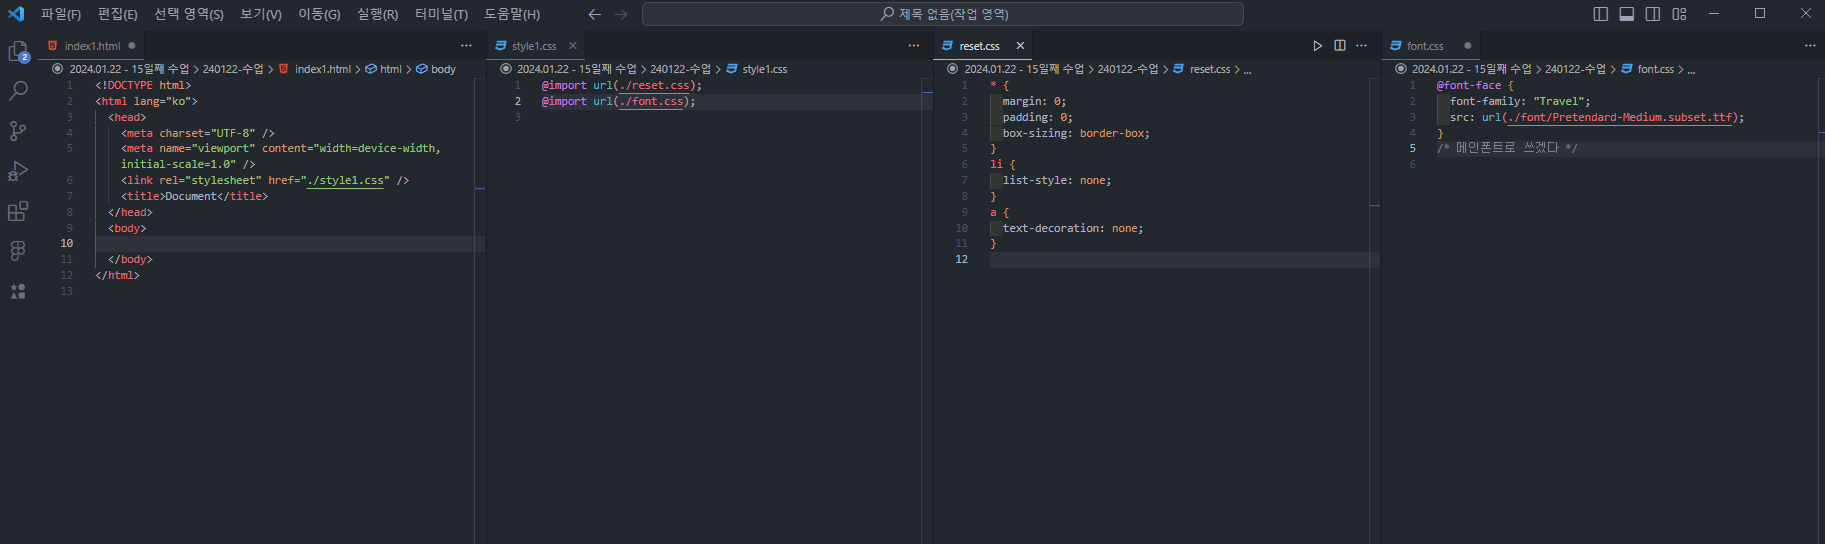 파일(F) 편집(E) 선택 영역(S) 보기(V) 이동(G) 실행(R) 터미널(T) 도움말(H) 제목 없음(작업 영역)
2
index1.html
2024.01.22 - 15일째 수업 > 240122-수업 > index1.html > html > body
1 <!DOCTYPE html>
2 <html lang="ko">
3 <head>
4 <meta charset="UTF-8" />
5 <meta name="viewport" content="width=device-width,
initial-scale=1.0" />
6 <link rel="stylesheet" href="./style1.css" />
7 <title>Document</title>
8 </head>
9 <body>
10
11 </body>
12 </html>
13
style1.css
2024.01.22 - 15일째 수업 > 240122-수업 > style1.css
1 @import url(./reset.css);
2 @import url(./font.css);
3
reset.css
2024.01.22 - 15일째 수업 > 240122-수업 > reset.css > ...
1 * {
2 margin: 0;
3 padding: 0;
4 box-sizing: border-box;
5 }
6 li {
7 list-style: none;
8 }
9 a {
10 text-decoration: none;
11 }
12
font.css
2024.01.22 - 15일째 수업 > 240122-수업 > font.css > ...
1 @font-face {
2 font-family: "Travel";
3 src: url(./font/Pretendard-Medium.subset.ttf);
4 }
5 /* 메인폰트로 쓰겠다 */
6